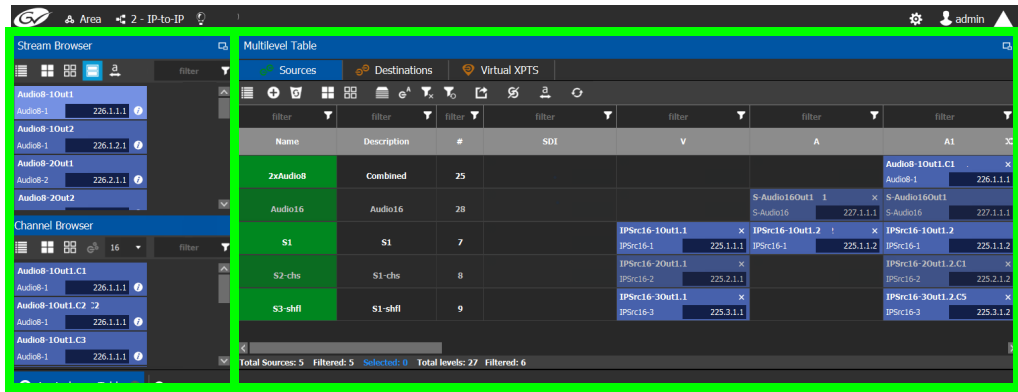 GV Area 2 - IP-to-IP admin
Stream Browser
filter
Audio8-1Out1
Audio8-1 226.1.1.1
Audio8-1Out2
Audio8-1 226.1.2.1
Audio8-2Out1
Audio8-2 226.2.1.1
Audio8-2Out2
Channel Browser
16 filter
Audio8-1Out1.C1
Audio8-1 226.1.1.1
Audio8-1Out1.C2
Audio8-1 226.1.1.1
Audio8-1Out1.C3
Audio8-1 226.1.1.1
Multilevel Table
Sources Destinations Virtual XPTS
filter filter filter filter filter filter filter
Name Description # SDI V A A1
2xAudio8 Combined 25 Audio8-1Out1.C1 x
Audio8-1 226.1.1.1
Audio16 Audio16 28 S-Audio16Out1 1 x S-Audio16Out1
S-Audio16 227.1.1.1 S-Audio16 227.1.1.1
S1 S1 7 IPSrc16-1Out1.1 x IPSrc16-1Out1.2 x IPSrc16-1Out1.2
IPSrc16-1 225.1.1.1 IPSrc16-1 225.1.1.2 IPSrc16-1 225.1.1.2
S2-chs S1-chs 8 IPSrc16-2Out1.1 x IPSrc16-2Out1.2.C1 x
IPSrc16-2 225.2.1.1 IPSrc16-2 225.2.1.2
S3-shfl S1-shfl 9 IPSrc16-3Out1.1 x IPSrc16-3Out1.2.C5 x
IPSrc16-3 225.3.1.1 IPSrc16-3 225.3.1.2
Total Sources: 5 Filtered: 5 Selected: 0 Total levels: 27 Filtered: 6